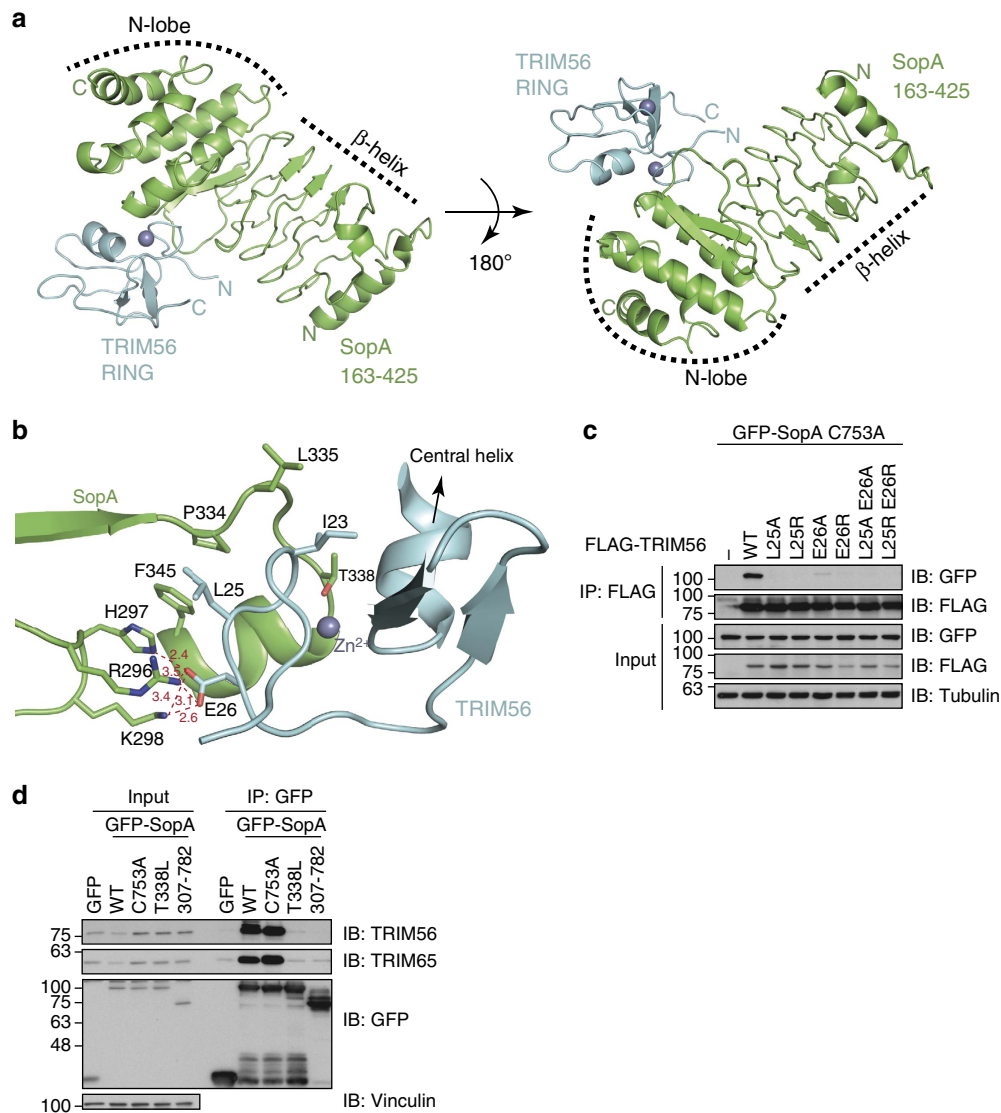 a
N-lobe
C
β-helix
N
C
TRIM56
RING
N
SopA
163-425
180°
TRIM56
RING
C
N
N
SopA
163-425
β-helix
C
N-lobe
b
SopA
L335
P334
I23
Central helix
F345
L25
T338
H297
Zn2+
R296
2.4
3.5
3.4
3.1
2.6
E26
K298
TRIM56
c
GFP-SopA C753A
FLAG-TRIM56
–
WT
L25A
L25R
E26A
E26R
L25A E26A
L25R E26R
IP: FLAG
100
IB: GFP
100
75
IB: FLAG
Input
100
IB: GFP
100
75
IB: FLAG
63
IB: Tubulin
d
Input
IP: GFP
GFP-SopA
GFP-SopA
GFP
WT
C753A
T338L
307-782
GFP
WT
C753A
T338L
307-782
75
IB: TRIM56
63
IB: TRIM65
100
75
63
48
IB: GFP
100
IB: Vinculin